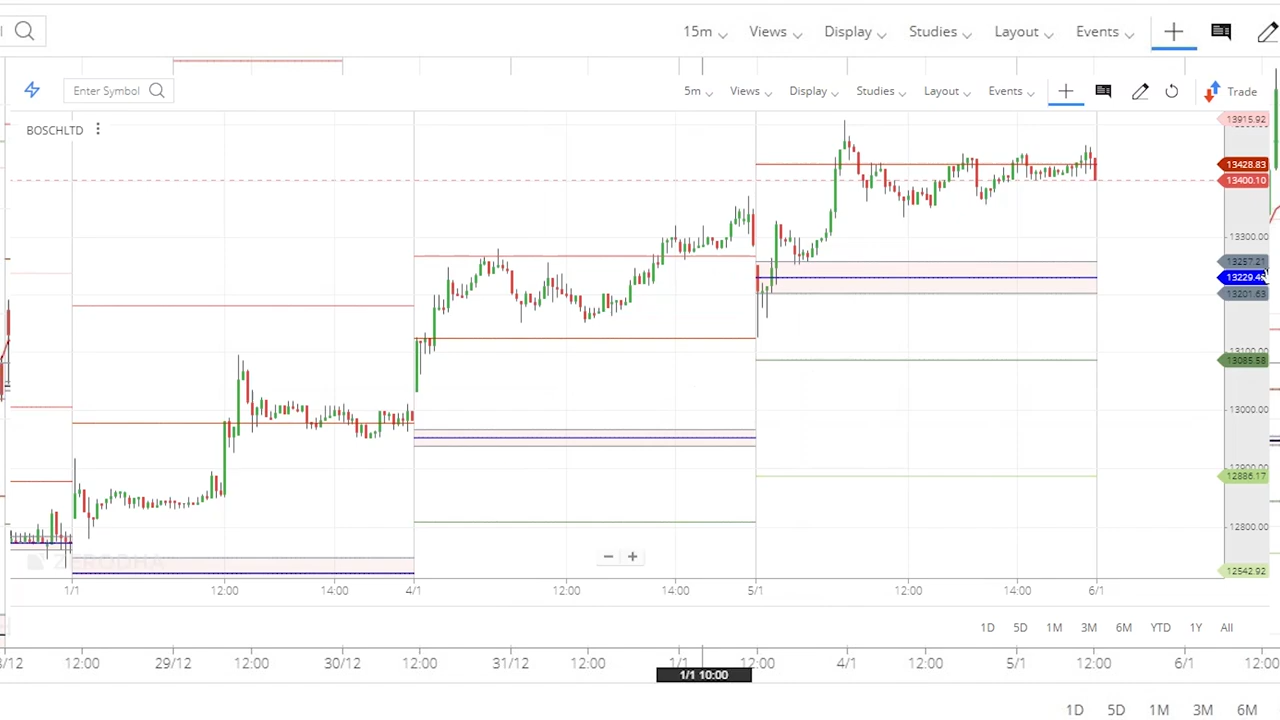 15m Views Display Studies Layout Events
Enter Symbol 5m Views Display Studies Layout Events Trade
BOSCHLTD
13915.92
13428.83
13400.10
13300.00
13257.21
13201.63
13085.58
13000.00
12886.17
12800.00
12542.92
ZERODHA
1/1 12:00 14:00 4/1 12:00 14:00 5/1 12:00 14:00 6/1
1D 5D 1M 3M 6M YTD 1Y All
12:00 29/12 12:00 30/12 12:00 31/12 12:00 1/1 12:00 4/1 12:00 5/1 12:00 6/1 12:00
1/1 10:00
1D 5D 1M 3M 6M